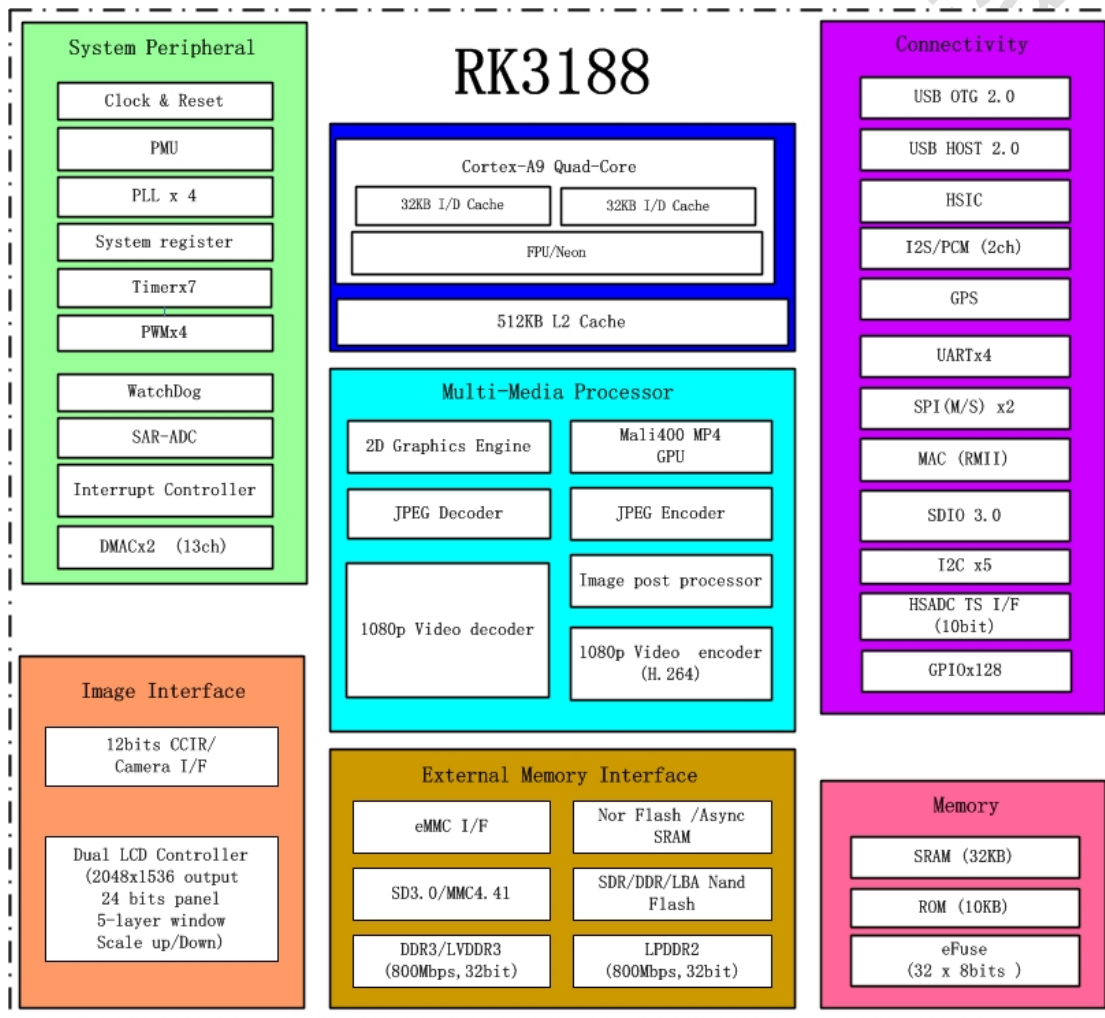 RK3188
System Peripheral
Clock & Reset
PMU
PLL x 4
System register
Timerx7
PWMx4
WatchDog
SAR-ADC
Interrupt Controller
DMACx2 (13ch)
Image Interface
12bits CCIR/
Camera I/F
Dual LCD Controller
(2048x1536 output
24 bits panel
5-layer window
Scale up/Down)
Cortex-A9 Quad-Core
32KB I/D Cache
32KB I/D Cache
FPU/Neon
512KB L2 Cache
Multi-Media Processor
2D Graphics Engine
Mali400 MP4
GPU
JPEG Decoder
JPEG Encoder
1080p Video decoder
Image post processor
1080p Video encoder
(H.264)
External Memory Interface
eMMC I/F
Nor Flash /Async
SRAM
SD3.0/MMC4.41
SDR/DDR/LBA Nand
Flash
DDR3/LVDDR3
(800Mbps,32bit)
LPDDR2
(800Mbps,32bit)
Connectivity
USB OTG 2.0
USB HOST 2.0
HSIC
I2S/PCM (2ch)
GPS
UARTx4
SPI(M/S) x2
MAC (RMII)
SDIO 3.0
I2C x5
HSADC TS I/F
(10bit)
GPIOx128
Memory
SRAM (32KB)
ROM (10KB)
eFuse
(32 x 8bits )